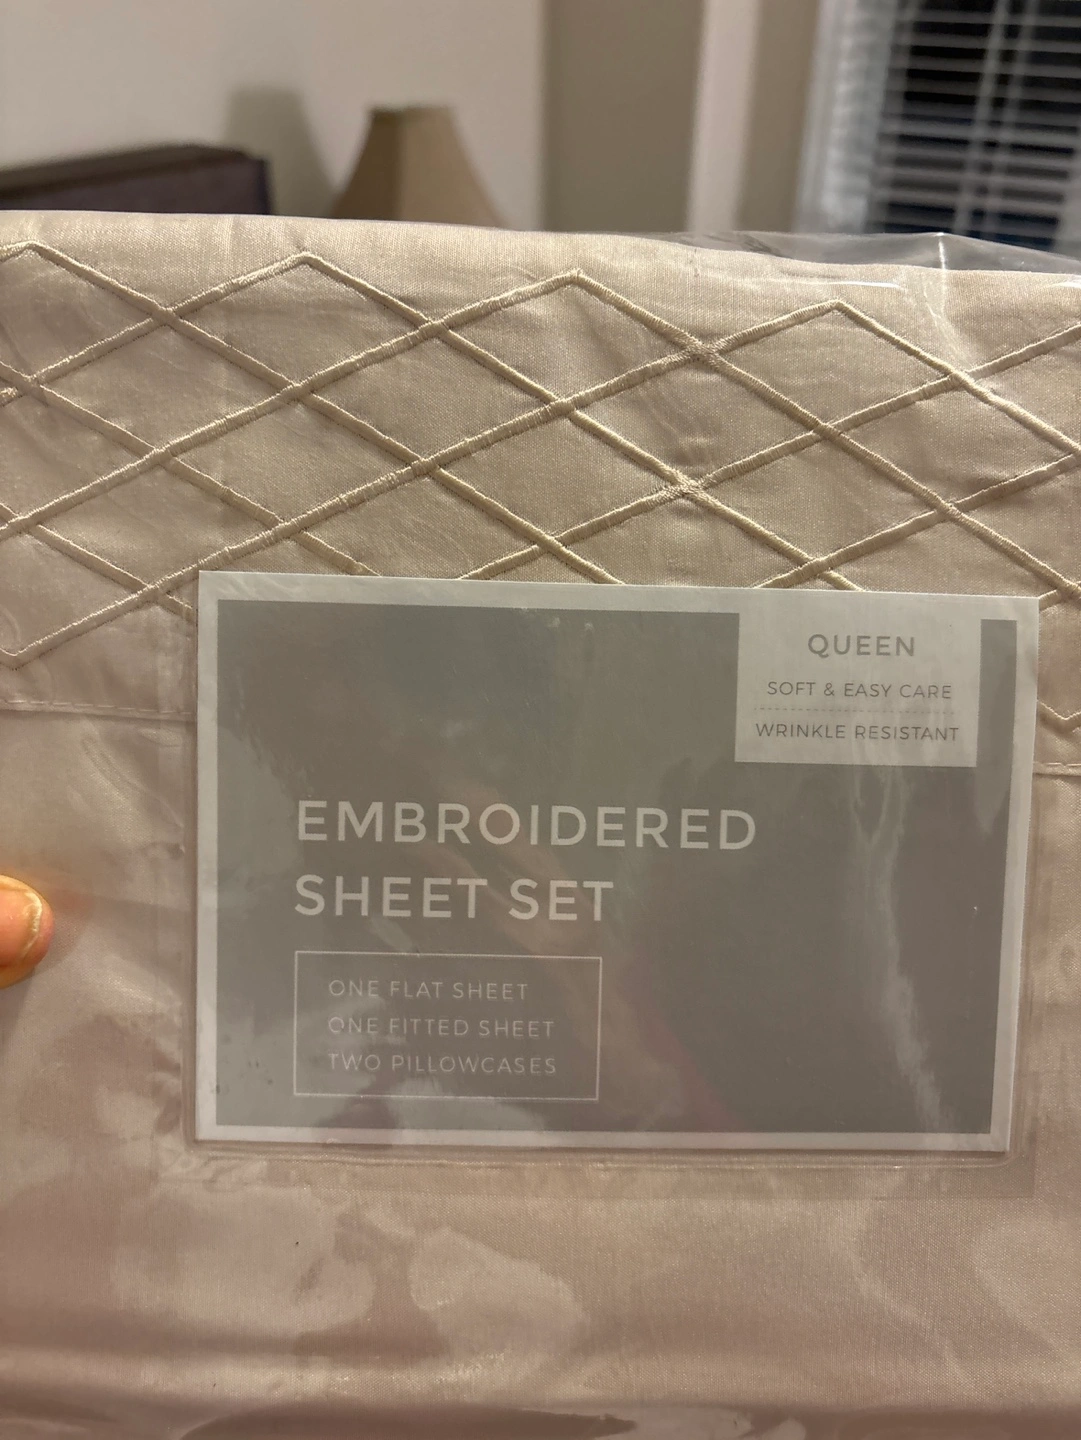 QUEEN
SOFT & EASY CARE
WRINKLE RESISTANT
EMBROIDERED
SHEET SET
ONE FLAT SHEET
ONE FITTED SHEET
TWO PILLOWCASES